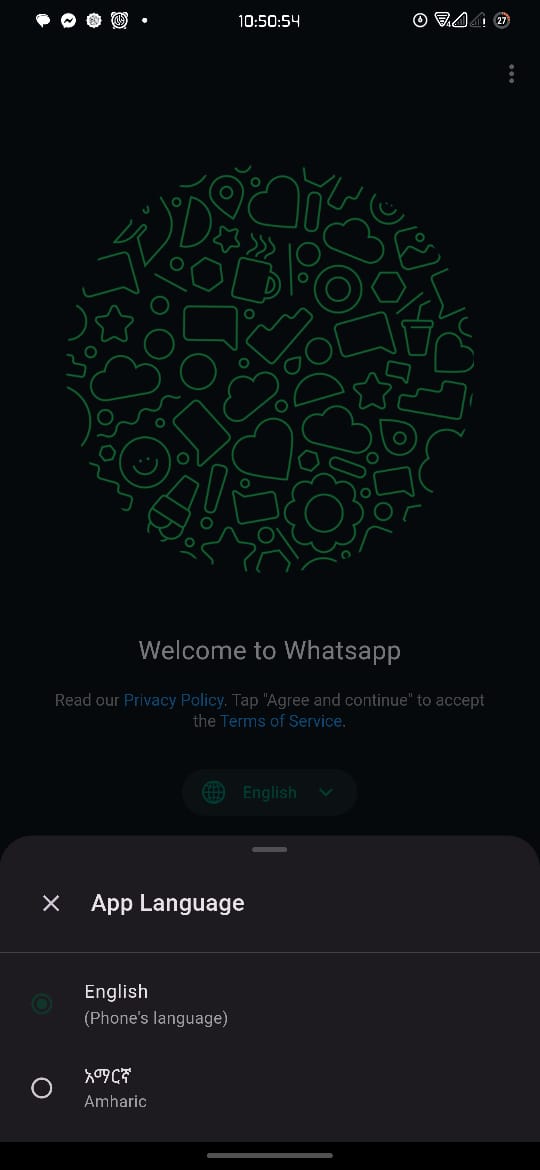 10:50:54
27
Welcome to Whatsapp
Read our Privacy Policy. Tap "Agree and continue" to accept
the Terms of Service.
English
App Language
English
(Phone's language)
አማርኛ
Amharic